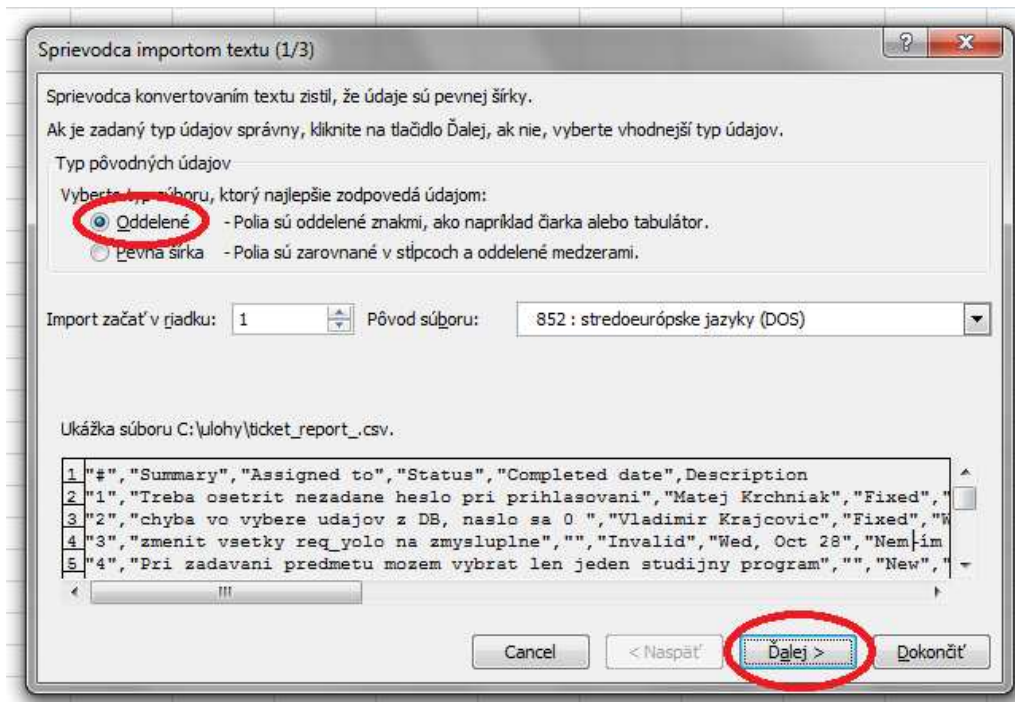 Sprievodca importom textu (1/3)
Sprievodca konvertovaním textu zistil, že údaje sú pevnej šírky.
Ak je zadaný typ údajov správny, kliknite na tlačidlo Ďalej, ak nie, vyberte vhodnejší typ údajov.
Typ pôvodných údajov
Vyberte typ súboru, ktorý najlepšie zodpovedá údajom:
Oddelené - Polia sú oddelené znakmi, ako napríklad čiarka alebo tabulátor.
Pevná šírka - Polia sú zarovnané v stĺpcoch a oddelené medzerami.
Import začať v riadku: 1 Pôvod súboru: 852 : stredoeurópske jazyky (DOS)
Ukážka súboru C:\ulohy\ticket_report_.csv.
1 "#","Summary","Assigned to","Status","Completed date",Description
2 "1","Treba osetrit nezadane heslo pri prihlasovani","Matej Krchniak","Fixed","
3 "2","chyba vo vybere udajov z DB, naslo sa 0 ","Vladimir Krajcovic","Fixed","W
4 "3","zmenit vsetky req_yolo na zmysluplne","","Invalid","Wed, Oct 28","Nem├ím
5 "4","Pri zadavani predmetu mozem vybrat len jeden studijny program","","New","
Cancel < Naspäť Ďalej > Dokončiť